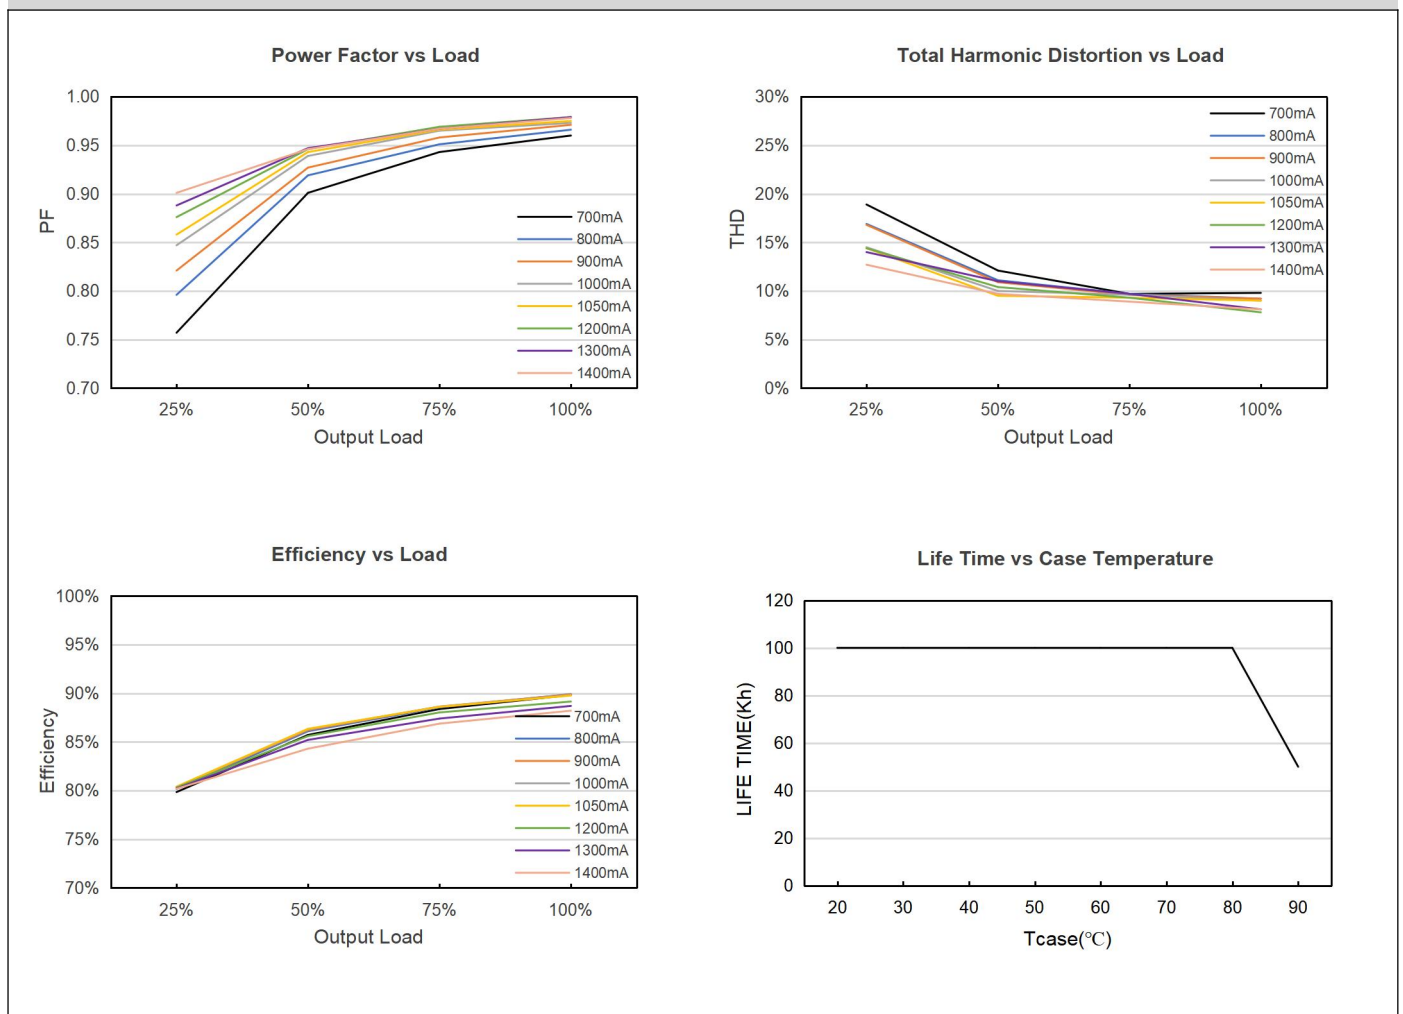 Power Factor vs Load
1.00
0.95
0.90
0.85
0.80
0.75
0.70
PF
700mA
800mA
900mA
1000mA
1050mA
1200mA
1300mA
1400mA
25% 50% 75% 100%
Output Load
Total Harmonic Distortion vs Load
30%
25%
20%
15%
10%
5%
0%
THD
700mA
800mA
900mA
1000mA
1050mA
1200mA
1300mA
1400mA
25% 50% 75% 100%
Output Load
Efficiency vs Load
100%
95%
90%
85%
80%
75%
70%
Efficiency
700mA
800mA
900mA
1000mA
1050mA
1200mA
1300mA
1400mA
25% 50% 75% 100%
Output Load
Life Time vs Case Temperature
120
100
80
60
40
20
0
LIFE TIME(Kh)
20 30 40 50 60 70 80 90
Tcase(℃)